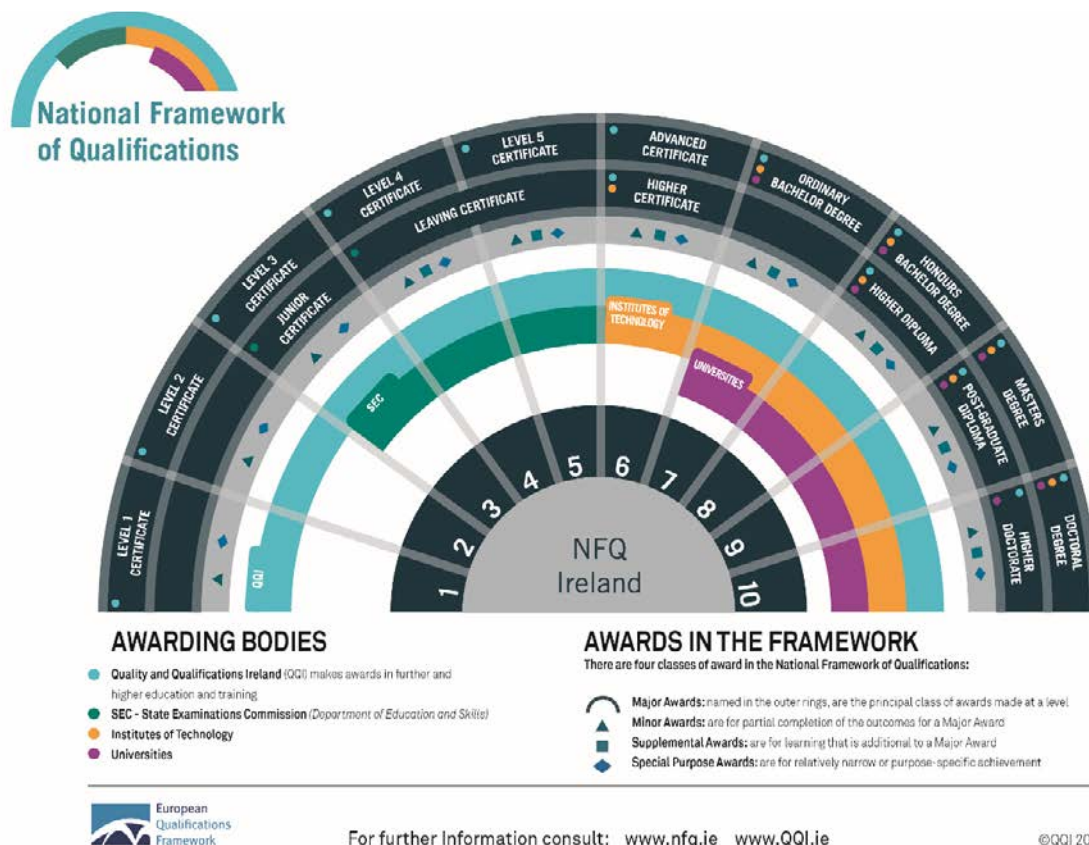 National Framework
of Qualifications
LEVEL 1
CERTIFICATE
LEVEL 2
CERTIFICATE
LEVEL 3
CERTIFICATE
LEVEL 4
CERTIFICATE
LEVEL 5
CERTIFICATE
ADVANCED
CERTIFICATE
ORDINARY
BACHELOR DEGREE
HONOURS
BACHELOR DEGREE
MASTERS
DEGREE
DOCTORAL
DEGREE
JUNIOR
CERTIFICATE
LEAVING CERTIFICATE
HIGHER
CERTIFICATE
HIGHER DIPLOMA
POST-GRADUATE
DIPLOMA
HIGHER
DOCTORATE
QQI
SEC
INSTITUTES OF
TECHNOLOGY
UNIVERSITIES
1
2
3
4
5
6
7
8
9
10
NFQ
Ireland
AWARDING BODIES
Quality and Qualifications Ireland (QQI) makes awards in further and
higher education and training
SEC - State Examinations Commission (Department of Education and Skills)
Institutes of Technology
Universities
AWARDS IN THE FRAMEWORK
There are four classes of award in the National Framework of Qualifications:
Major Awards: named in the outer rings, are the principal class of awards made at a level
Minor Awards: are for partial completion of the outcomes for a Major Award
Supplemental Awards: are for learning that is additional to a Major Award
Special Purpose Awards: are for relatively narrow or purpose-specific achievement
European
Qualifications
Framework
For further Information consult: www.nfq.ie www.QQI.ie
©QQI 20